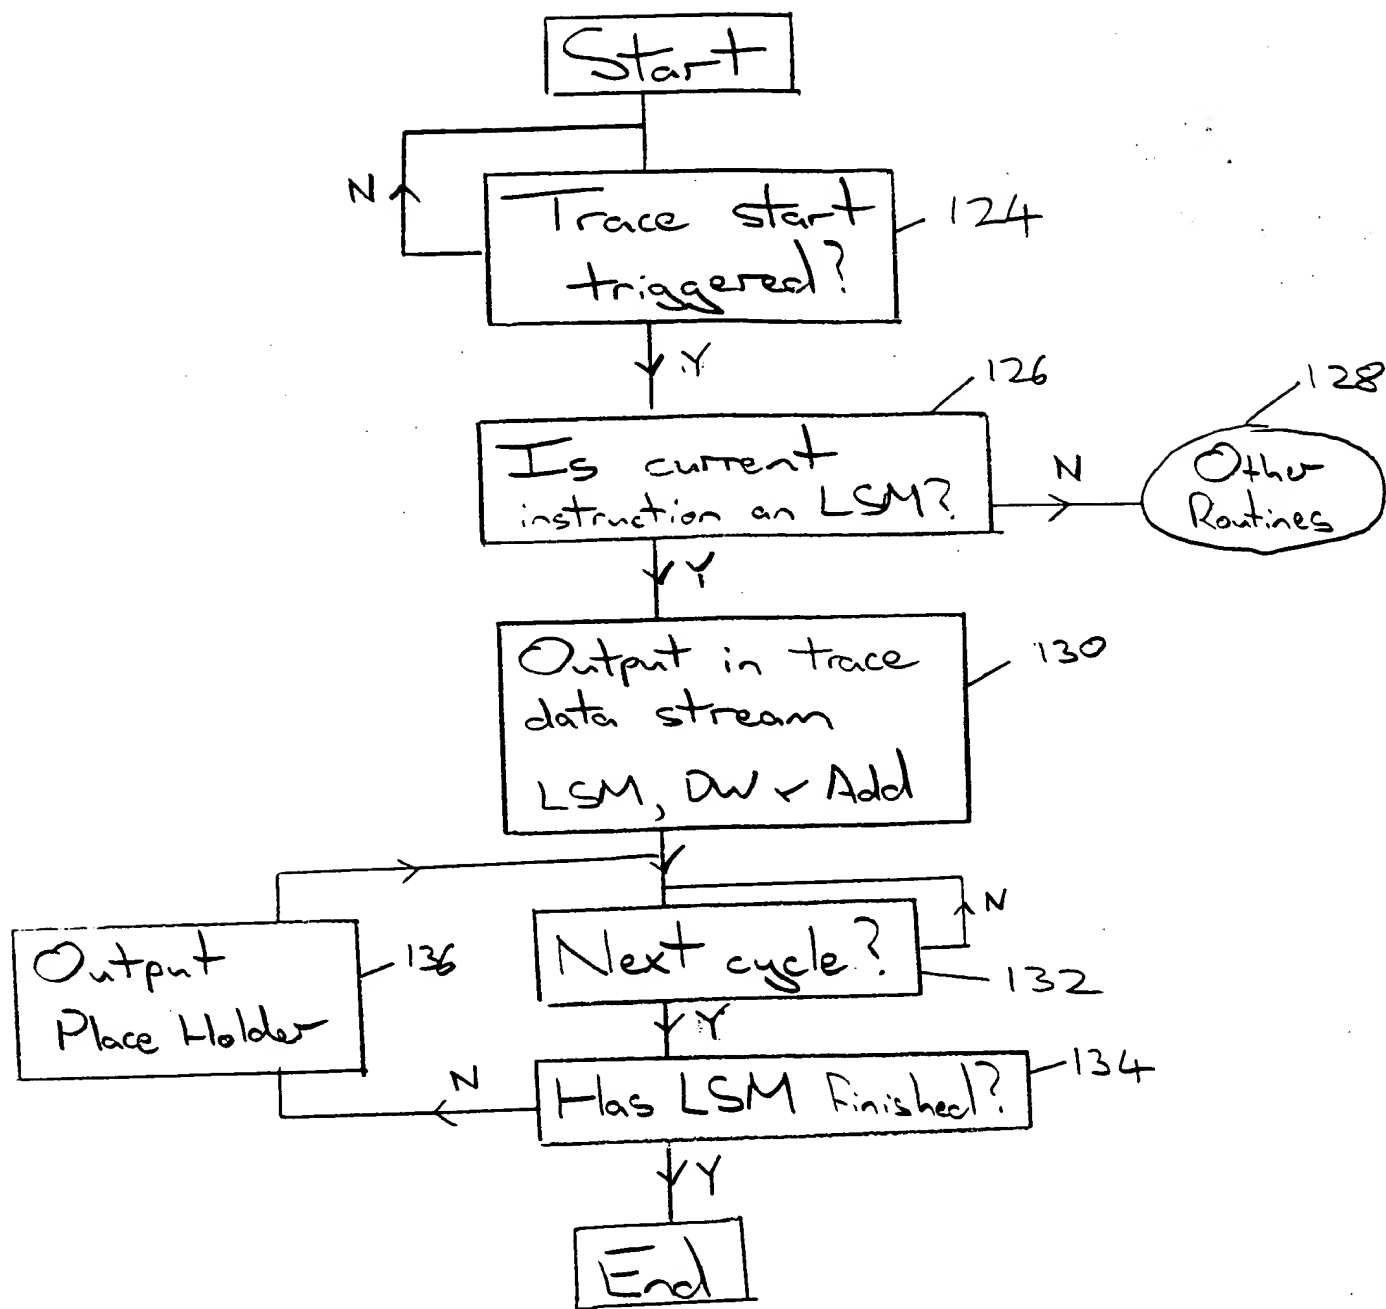 Start
N
Trace start
triggered?
124
Y
126
128
Is current
instruction an LSM?
N
Other
Routines
Y
Output in trace
data stream
LSM, DW & Add
130
N
Output
Place Holder
136
Next cycle?
132
Y
134
N
Has LSM Finished?
Y
End